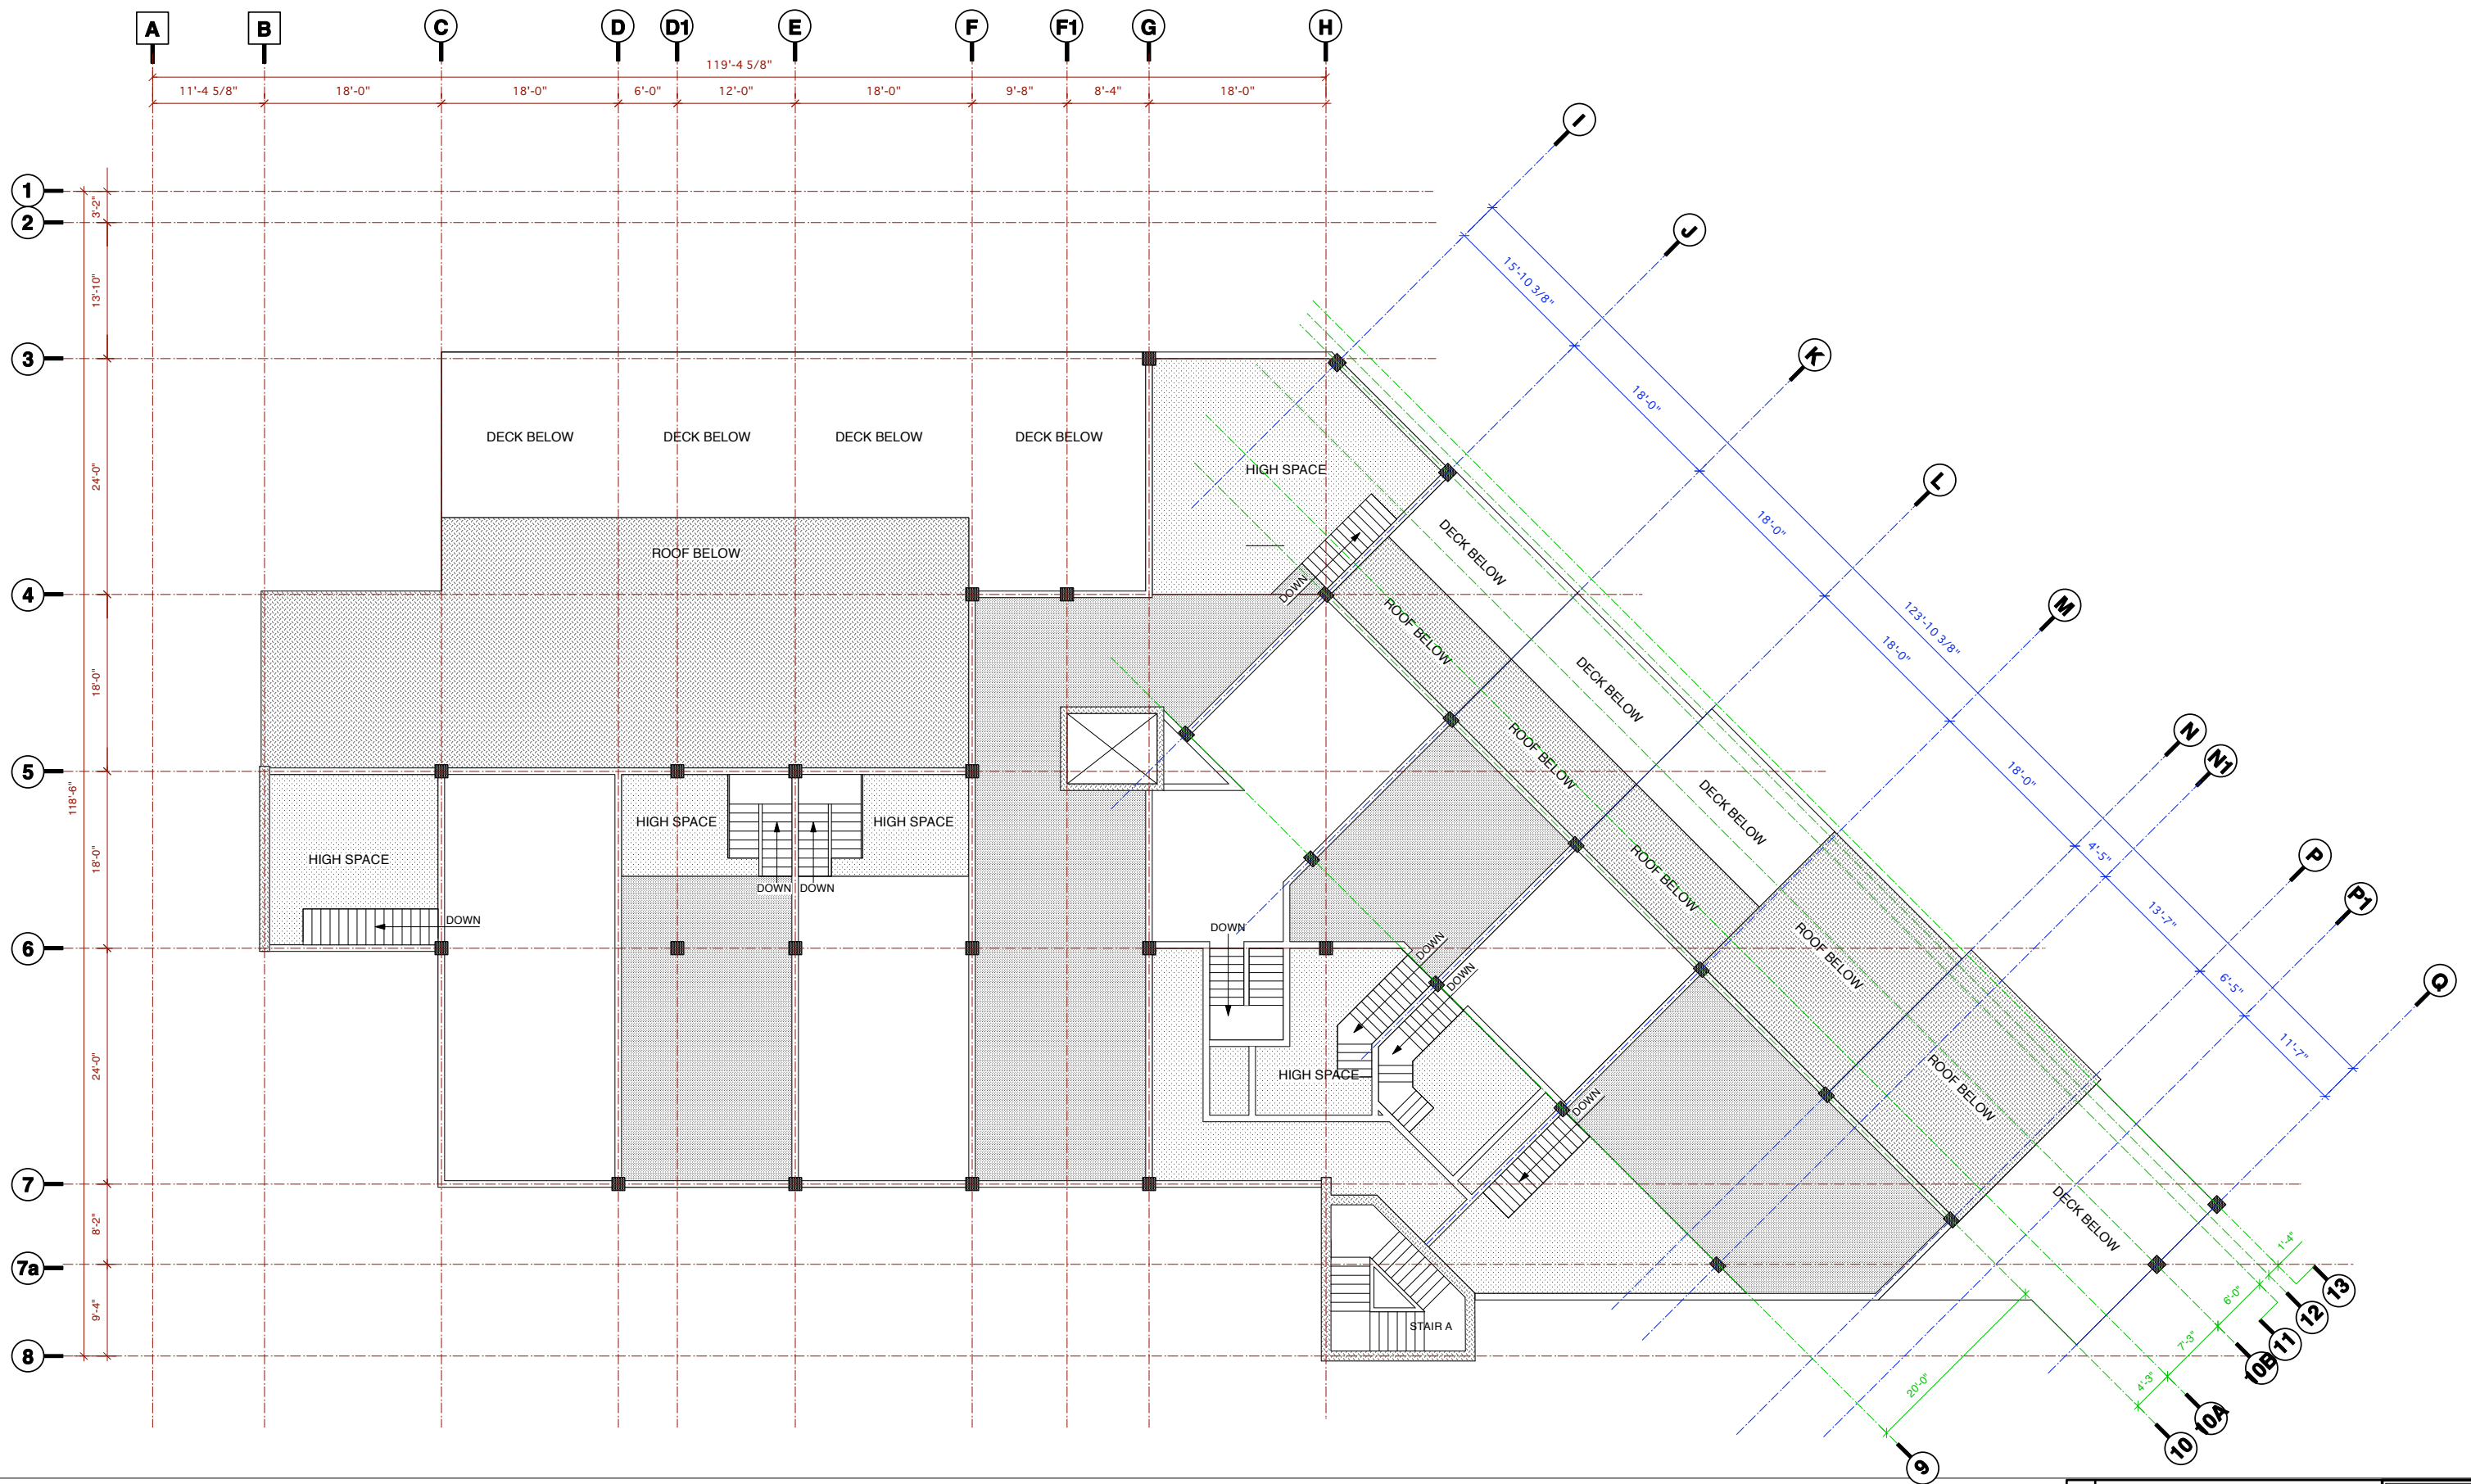 A
B
C
D
D1
E
F
F1
G
H
119'-4 5/8"
11'-4 5/8"
18'-0"
18'-0"
6'-0"
12'-0"
18'-0"
9'-8"
8'-4"
18'-0"
I
J
K
L
M
N
N1
P
P1
Q
15'-10 3/8"
18'-0"
18'-0"
18'-0"
18'-0"
4'-5"
13'-7"
6'-5"
11'-7"
123'-10 3/8"
1
2
3
4
5
6
7
7a
8
3'-2"
13'-10"
24'-0"
18'-0"
18'-0"
24'-0"
8'-2"
9'-4"
118'-6"
DECK BELOW
DECK BELOW
DECK BELOW
DECK BELOW
HIGH SPACE
ROOF BELOW
DOWN
DECK BELOW
ROOF BELOW
DECK BELOW
ROOF BELOW
DECK BELOW
ROOF BELOW
HIGH SPACE
HIGH SPACE
HIGH SPACE
DOWN
DOWN
DOWN
DOWN
DOWN
DOWN
HIGH SPACE
DOWN
ROOF BELOW
ROOF BELOW
DECK BELOW
STAIR A
1'-4"
6'-0"
7'-3"
4'-3"
20'-0"
13
12
11
10B
10A
10
9